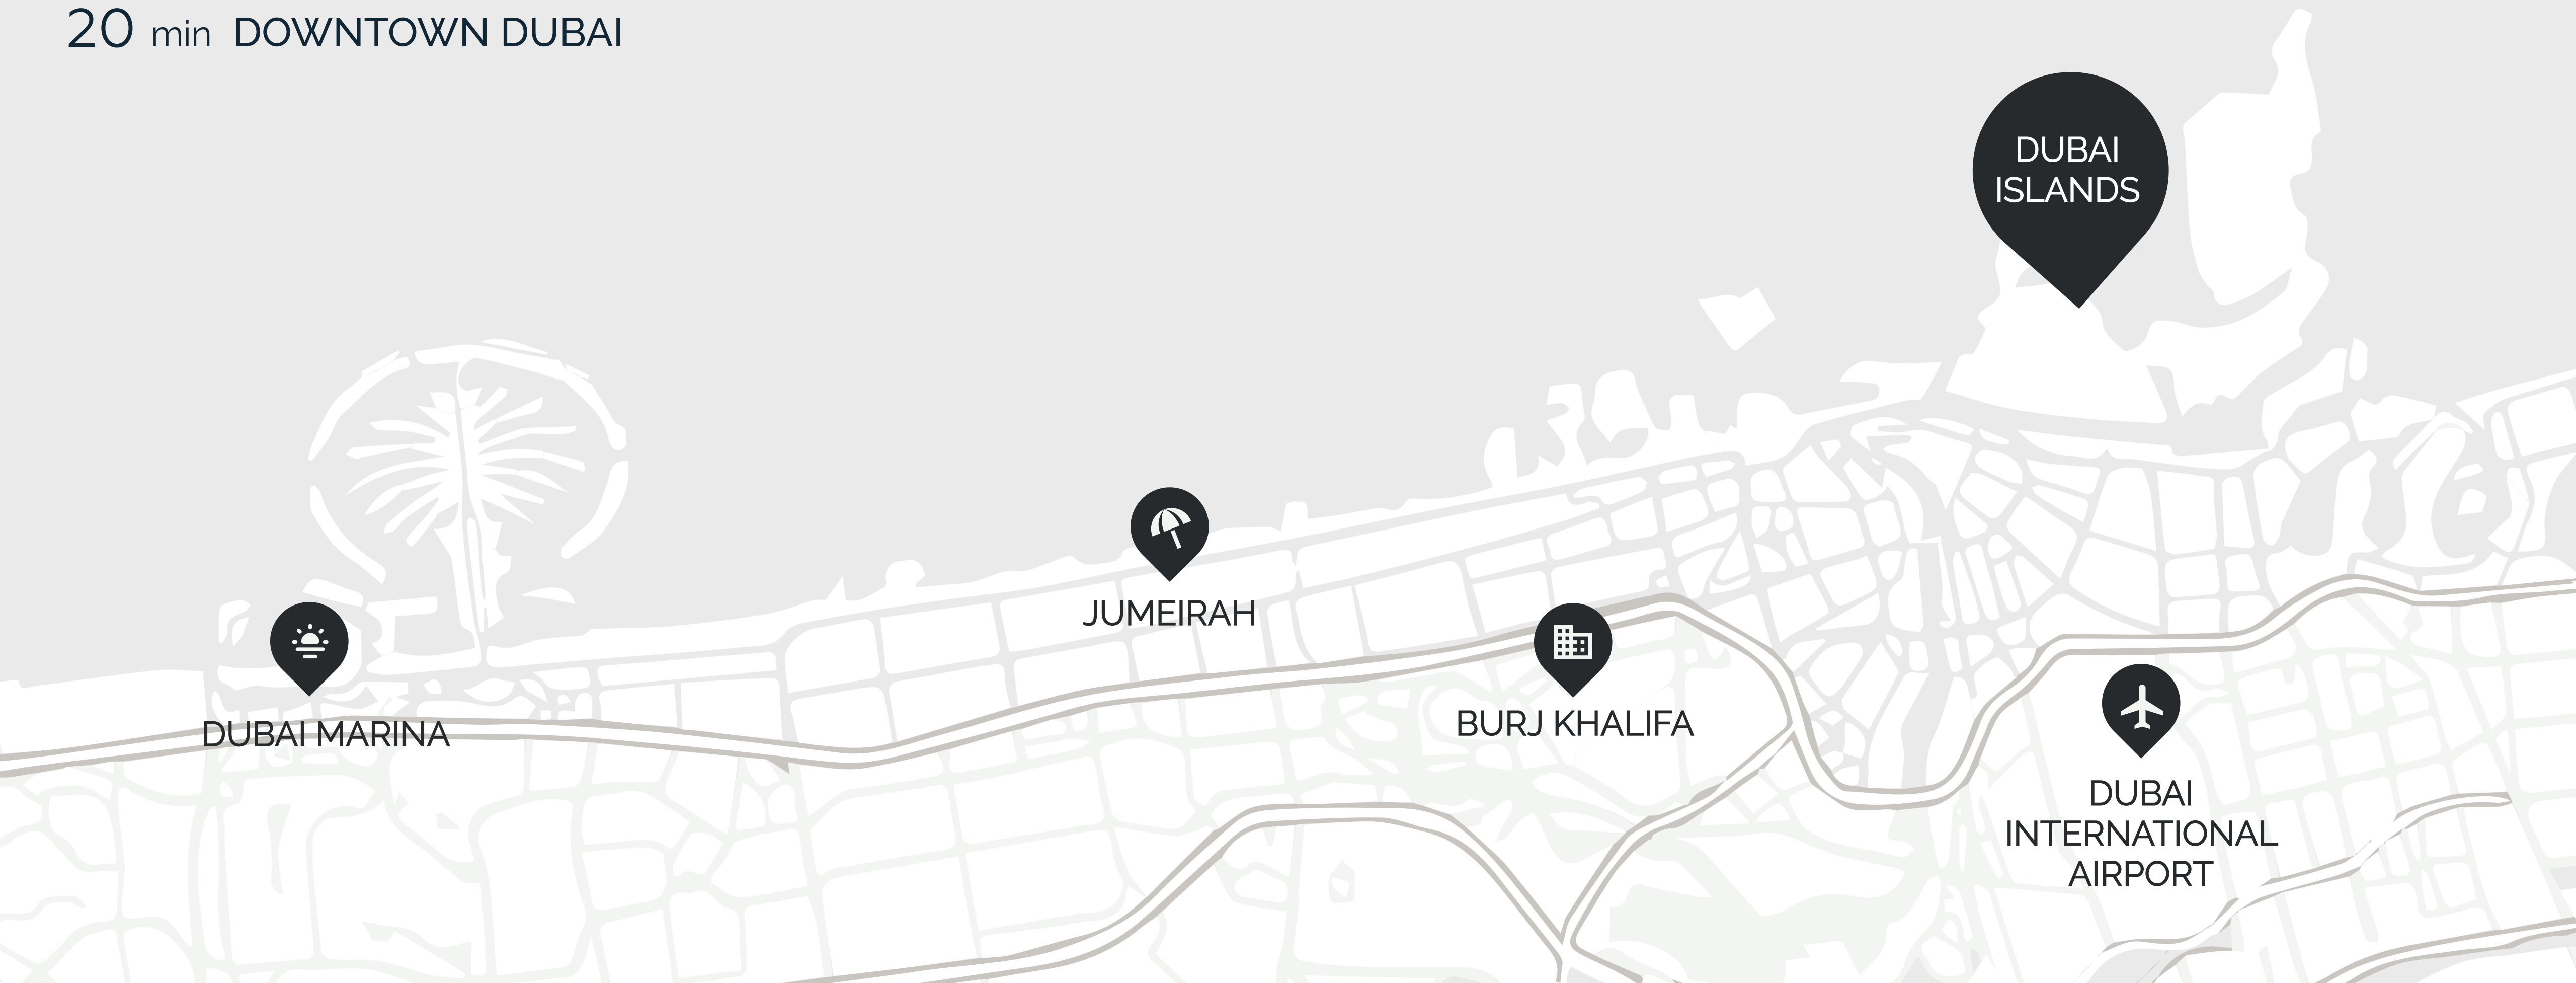 20 min DOWNTOWN DUBAI
DUBAI
ISLANDS
JUMEIRAH
DUBAI MARINA
BURJ KHALIFA
DUBAI
INTERNATIONAL
AIRPORT